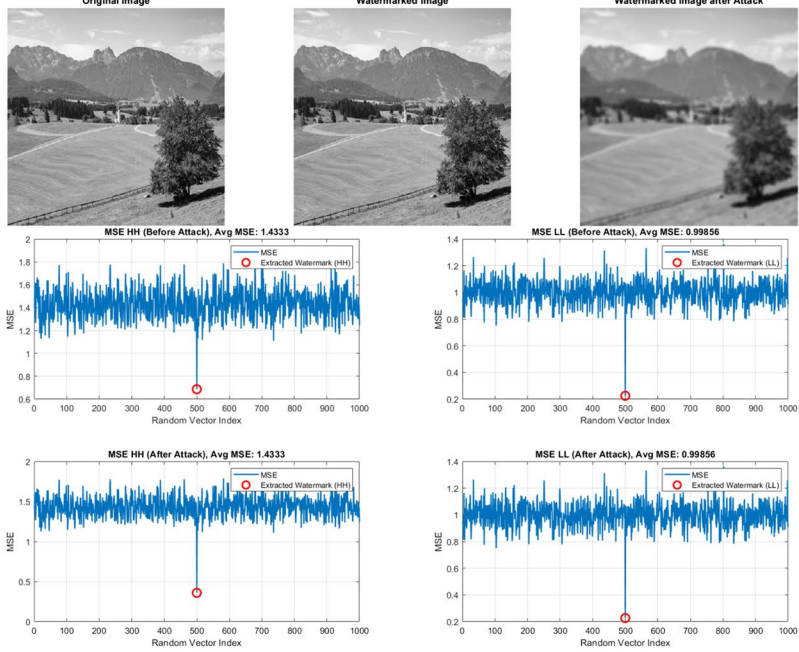 Original Image
Watermarked Image
Watermarked Image after Attack
MSE HH (Before Attack), Avg MSE: 1.4333
2
1.8
1.6
1.4
1.2
1
0.8
0.6
MSE
MSE
Extracted Watermark (HH)
0 100 200 300 400 500 600 700 800 900 1000
Random Vector Index
MSE LL (Before Attack), Avg MSE: 0.99856
1.4
1.2
1
0.8
0.6
0.4
0.2
MSE
MSE
Extracted Watermark (LL)
0 100 200 300 400 500 600 700 800 900 1000
Random Vector Index
MSE HH (After Attack), Avg MSE: 1.4333
2
1.5
1
0.5
0
MSE
MSE
Extracted Watermark (HH)
0 100 200 300 400 500 600 700 800 900 1000
Random Vector Index
MSE LL (After Attack), Avg MSE: 0.99856
1.4
1.2
1
0.8
0.6
0.4
0.2
MSE
MSE
Extracted Watermark (LL)
0 100 200 300 400 500 600 700 800 900 1000
Random Vector Index